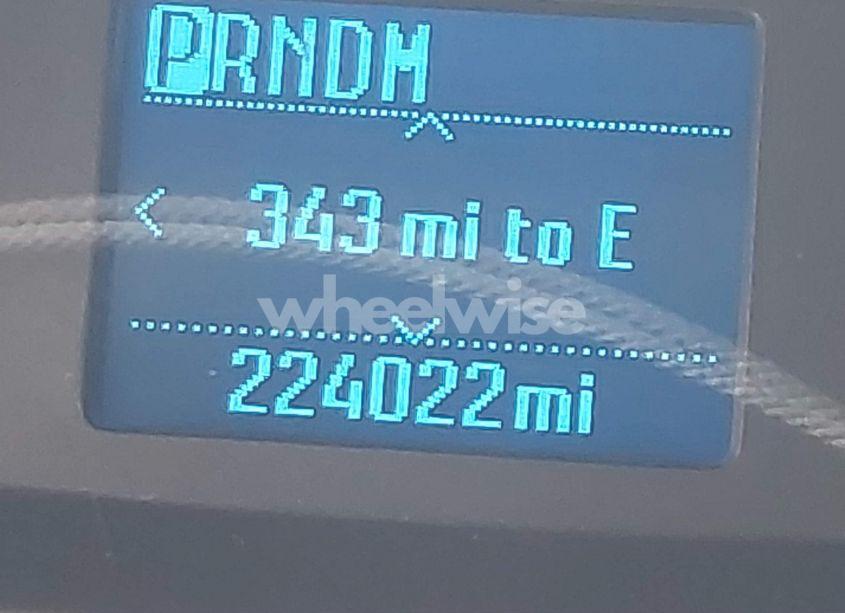 PRNDM
343 mi to E
wheelwise
224022mi